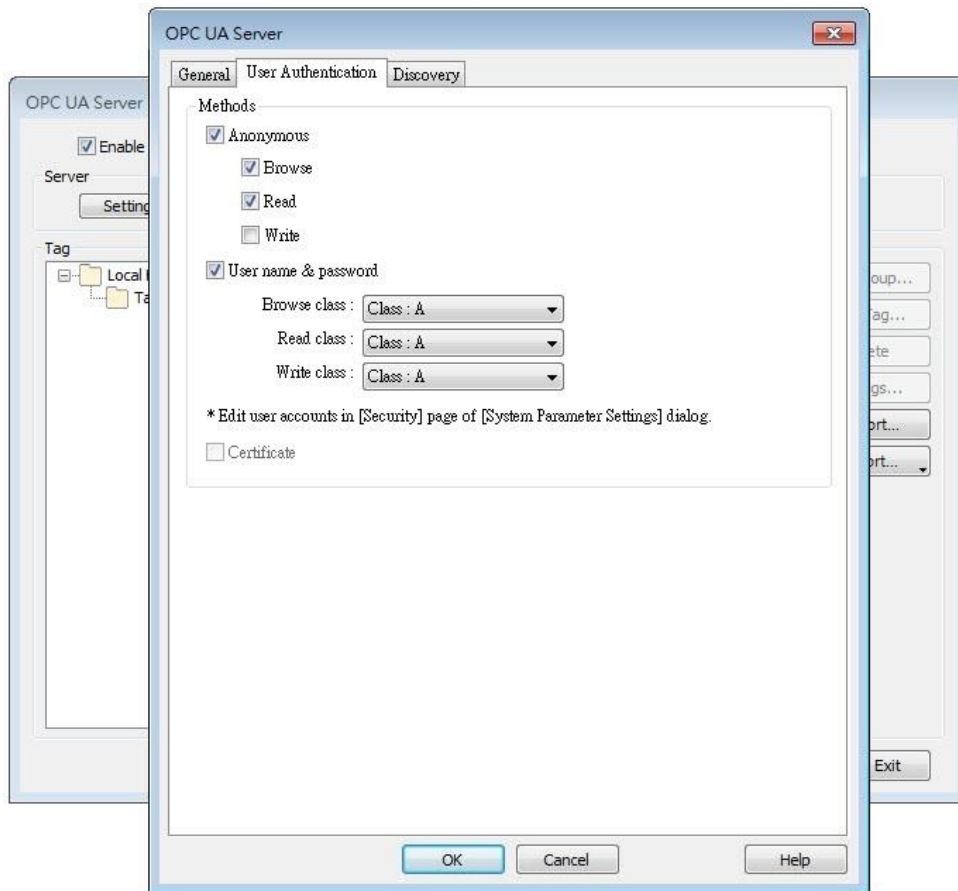 OPC UA Server
General User Authentication Discovery
Methods
Anonymous
Browse
Read
Write
User name & password
Browse class : Class : A
Read class : Class : A
Write class : Class : A
* Edit user accounts in [Security] page of [System Parameter Settings] dialog.
Certificate
OK Cancel Help
OPC UA Server
Enable
Server
Setting
Tag
Local
Exit